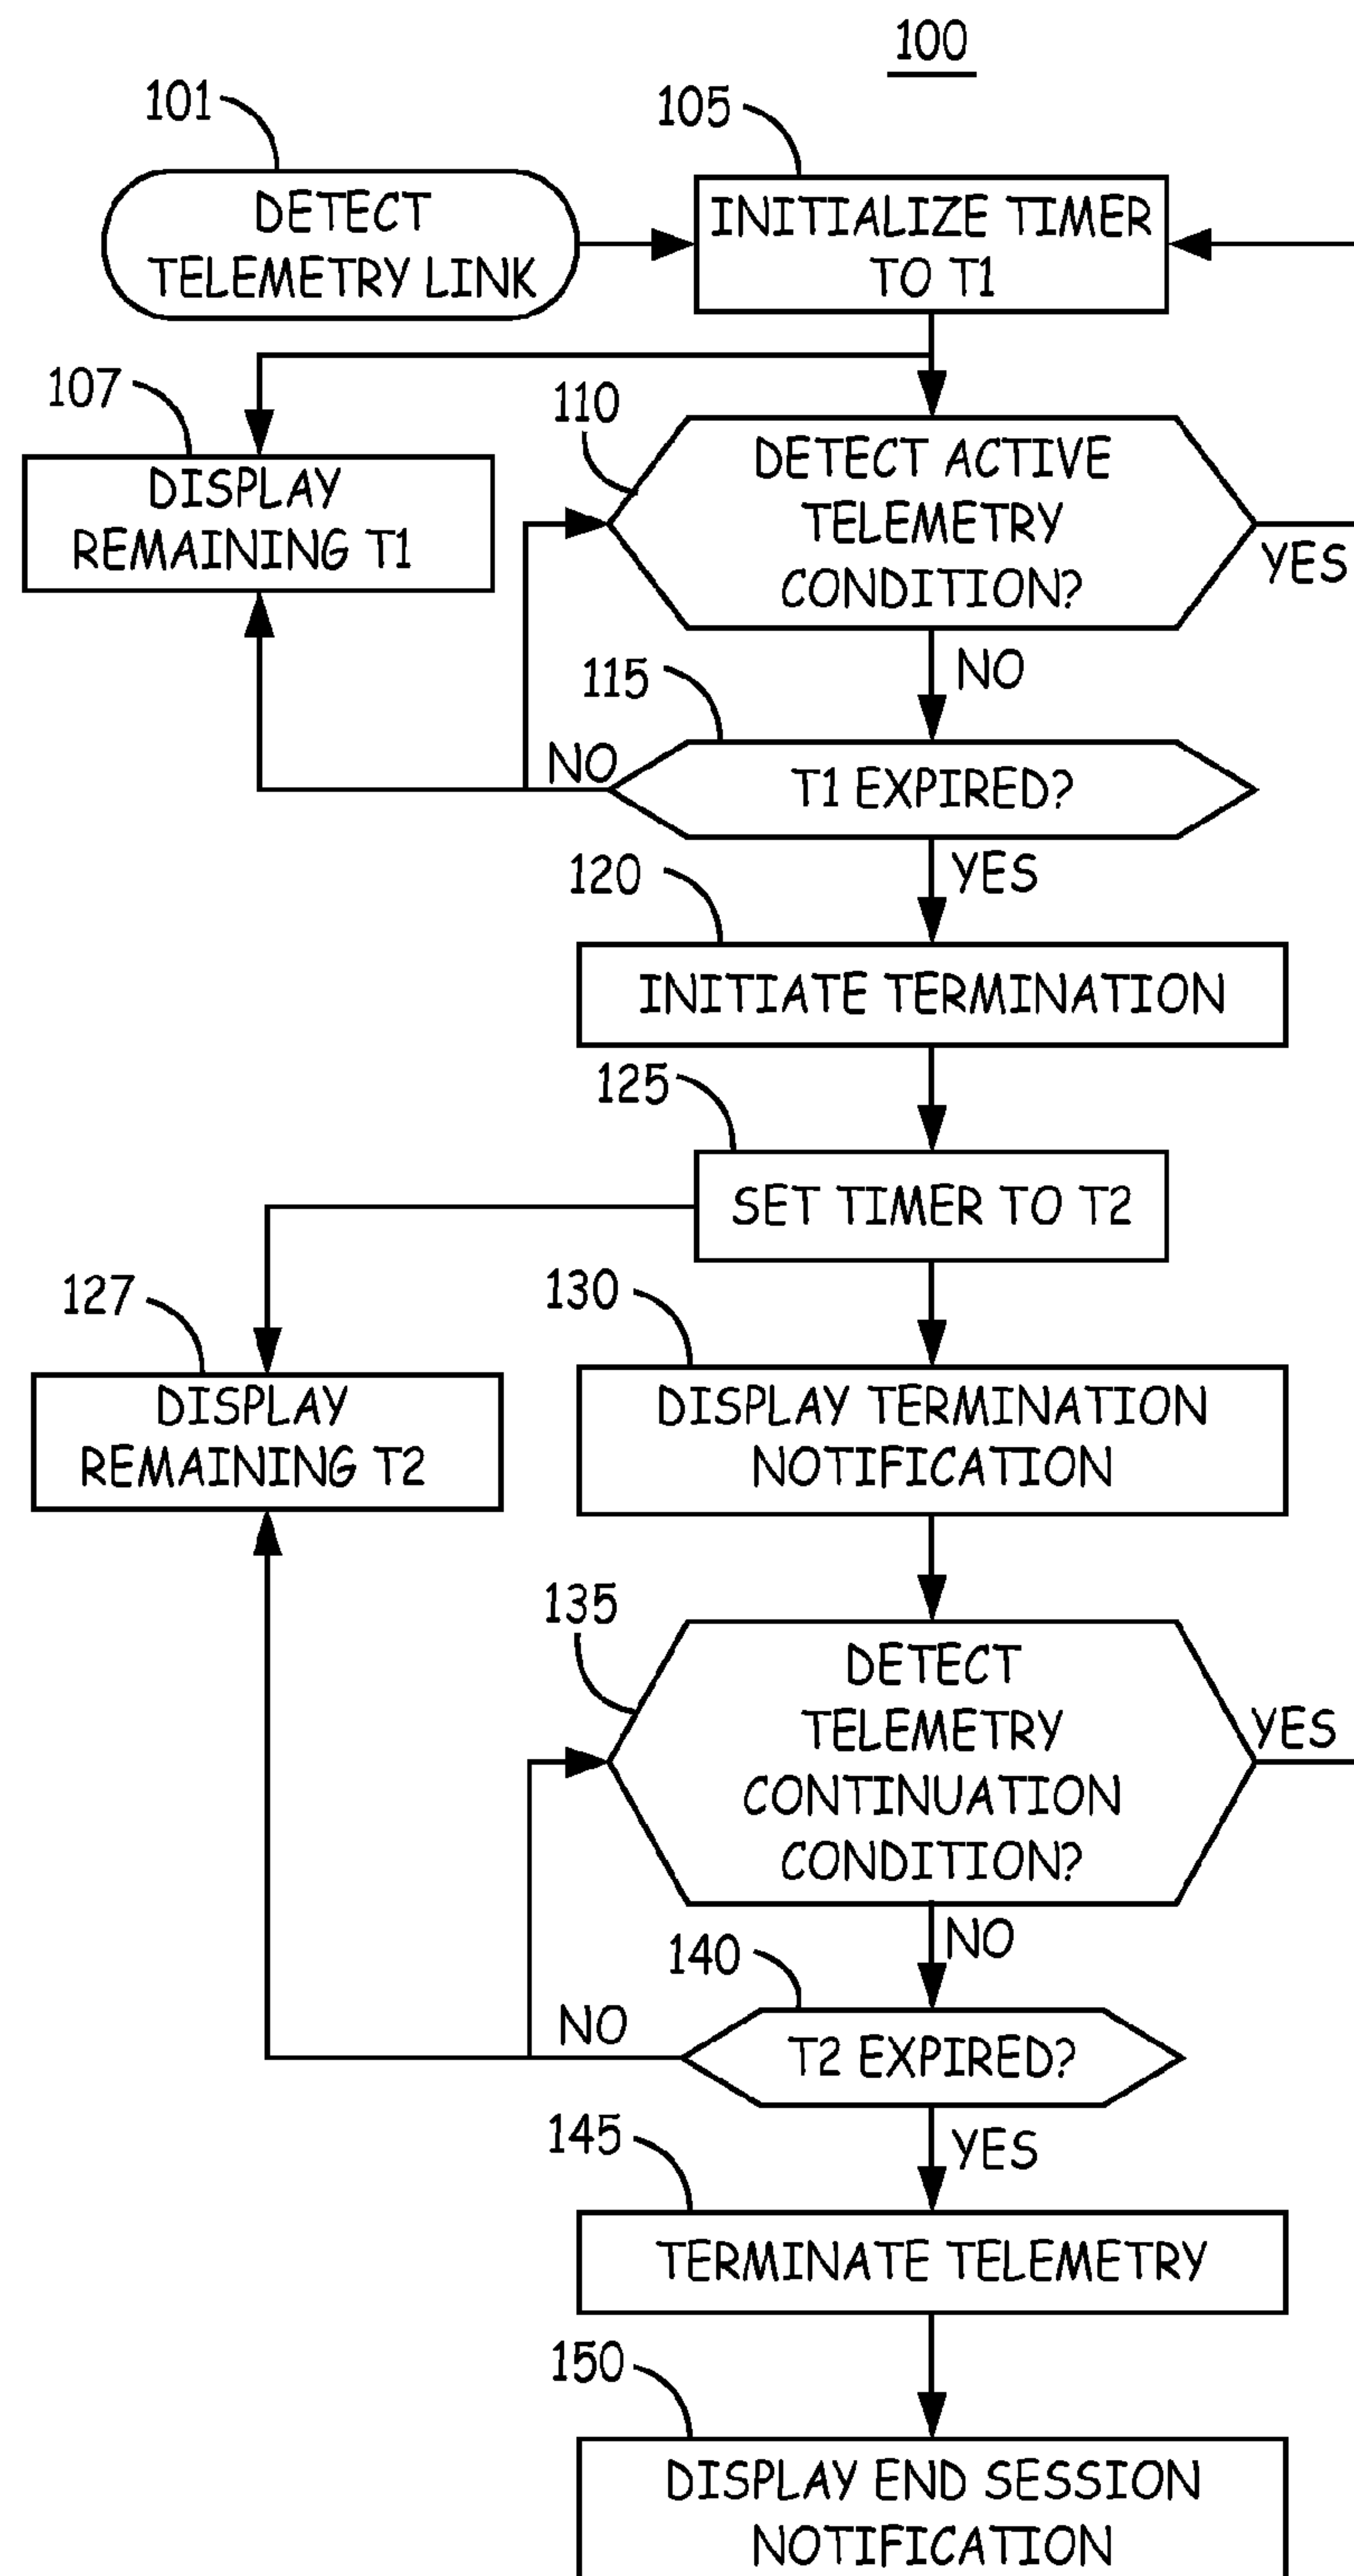 100
101
105
DETECT
TELEMETRY LINK
INITIALIZE TIMER
TO T1
107
110
DISPLAY
REMAINING T1
DETECT ACTIVE
TELEMETRY
CONDITION?
YES
NO
115
NO
T1 EXPIRED?
YES
120
INITIATE TERMINATION
125
SET TIMER TO T2
127
130
DISPLAY
REMAINING T2
DISPLAY TERMINATION
NOTIFICATION
135
DETECT
TELEMETRY
CONTINUATION
CONDITION?
YES
NO
140
NO
T2 EXPIRED?
YES
145
TERMINATE TELEMETRY
150
DISPLAY END SESSION
NOTIFICATION